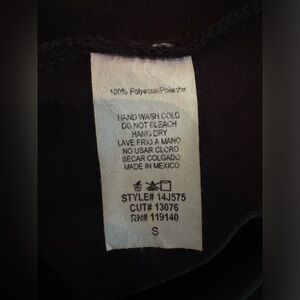 100% Polyester/Poliester
HAND WASH COLD
DO NOT BLEACH
HANG DRY
LAVE FRIO A MANO
NO USAR CLORO
SECAR COLGADO
MADE IN MEXICO
STYLE# 14J575
CUT# 13076
RN# 119140
S